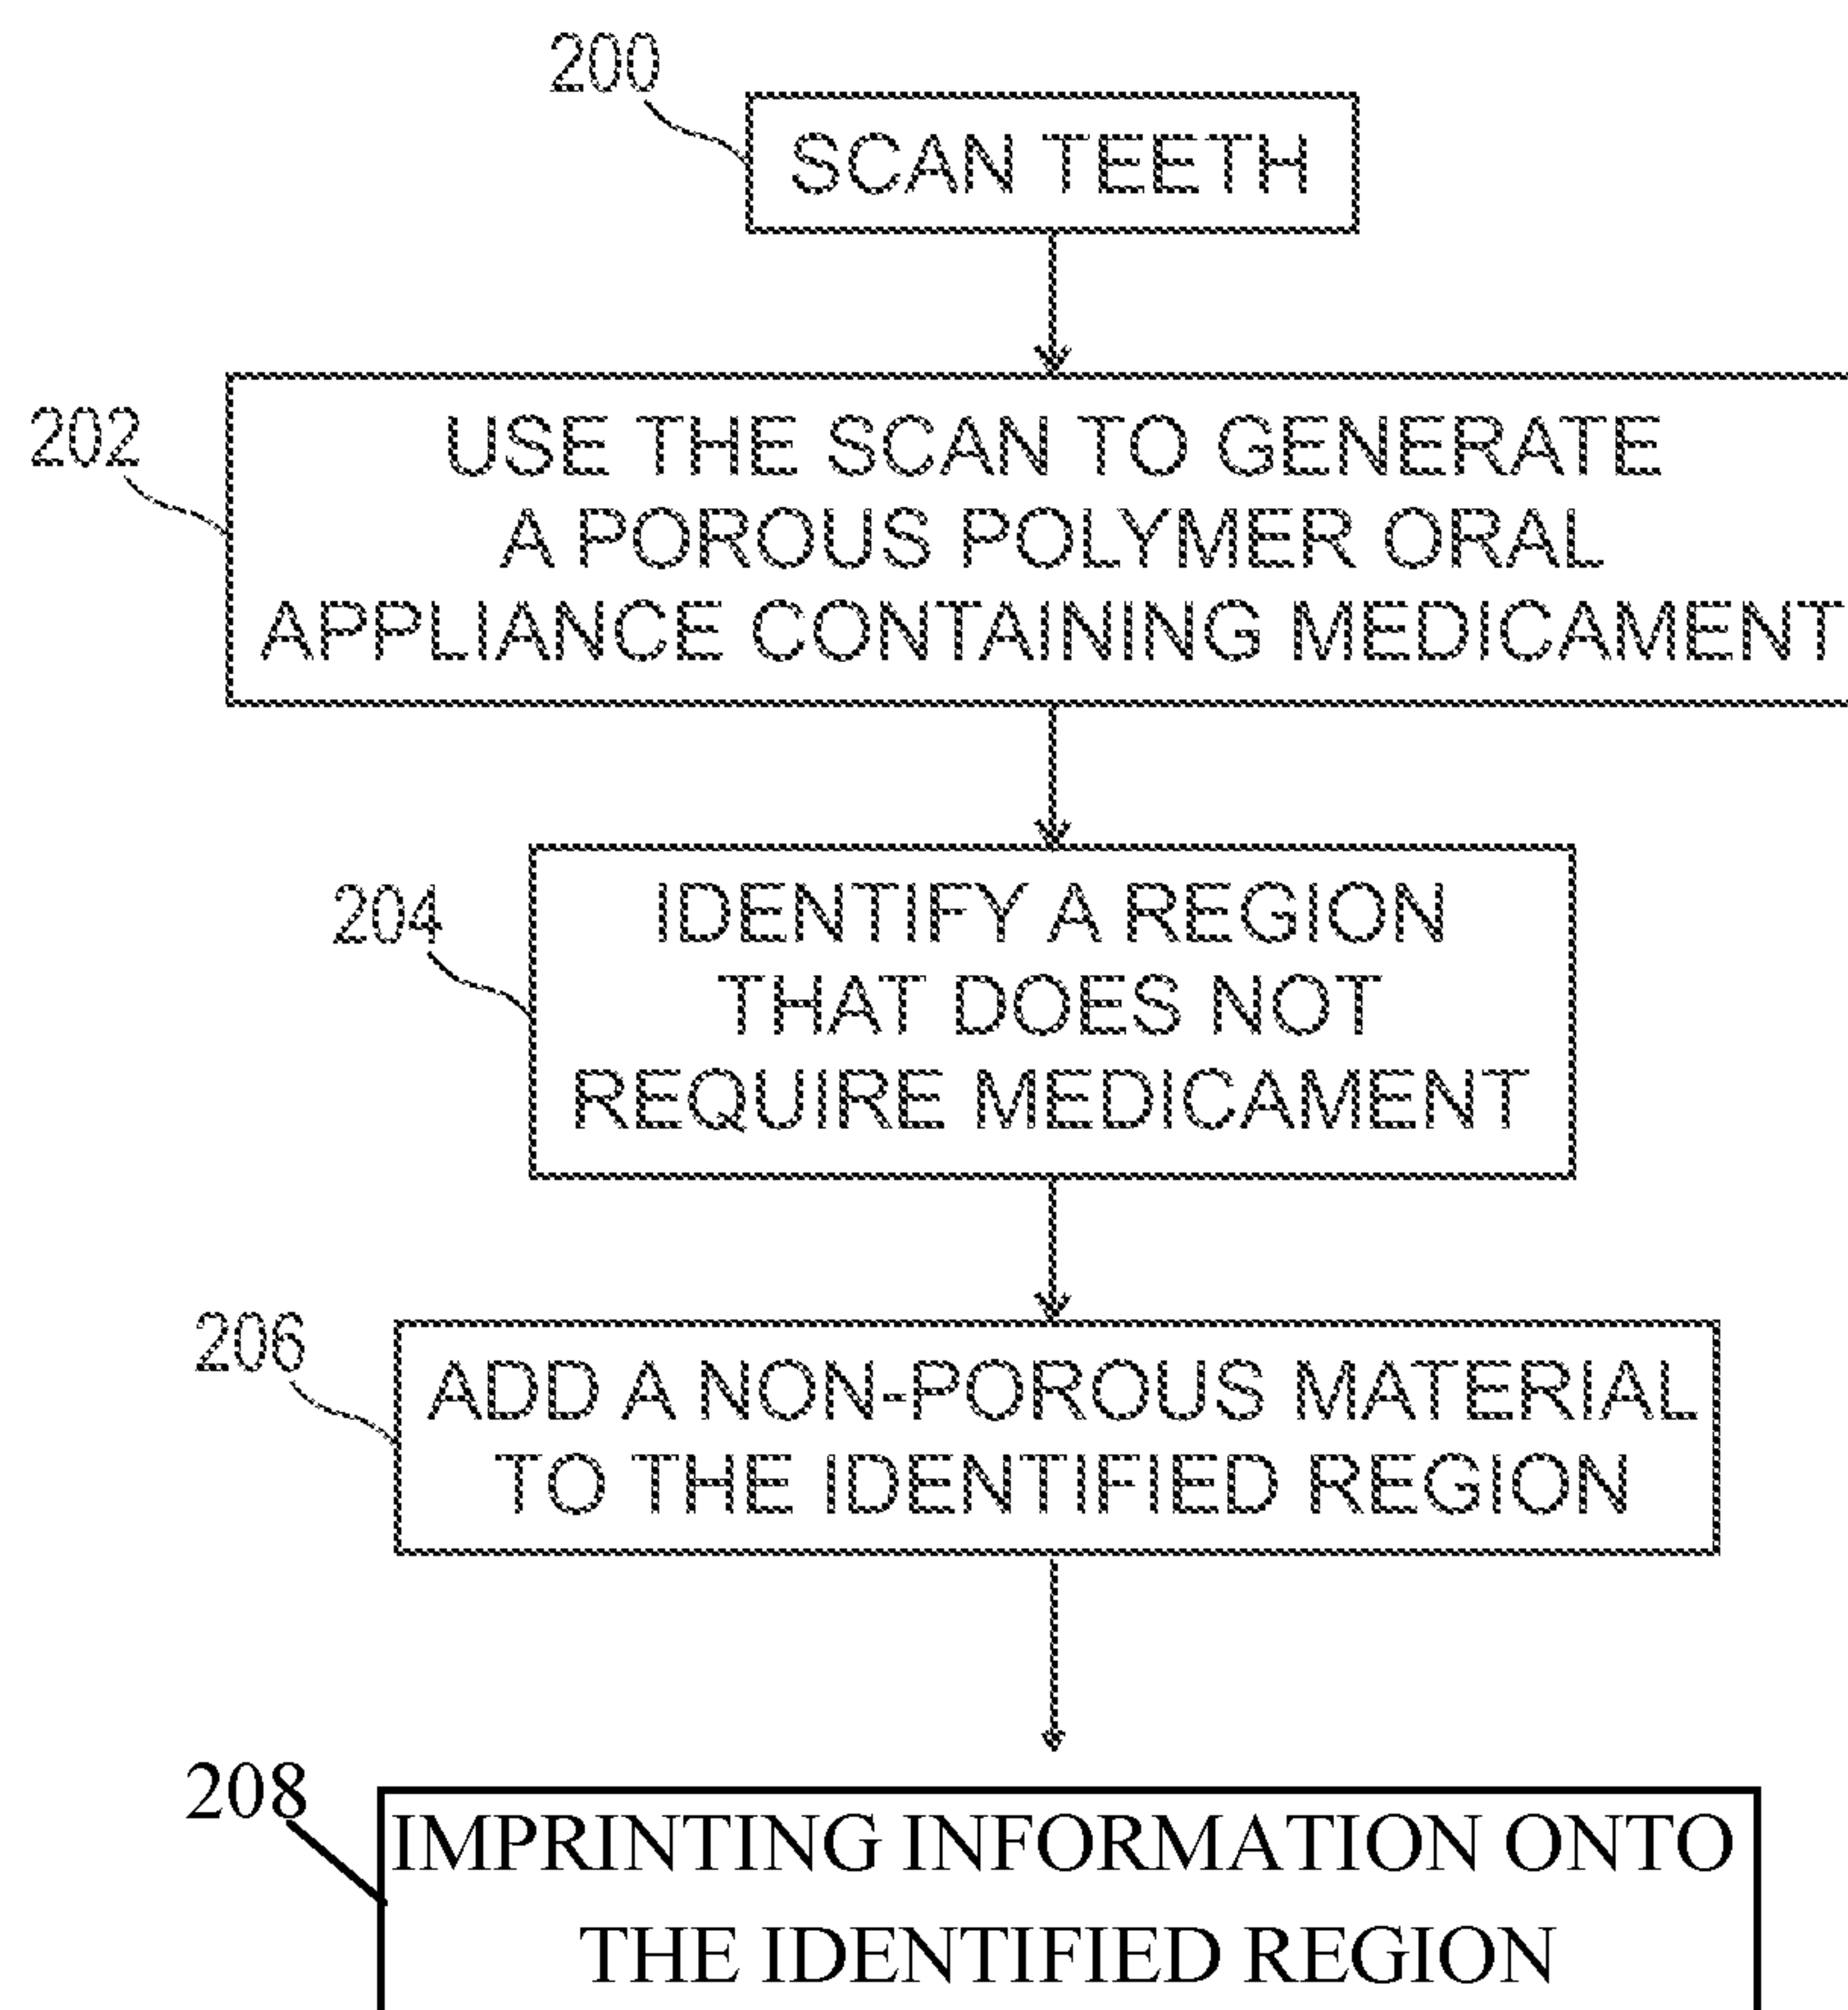 200
SCAN TEETH
202
USE THE SCAN TO GENERATE
A POROUS POLYMER ORAL
APPLIANCE CONTAINING MEDICAMENT
204
IDENTIFY A REGION
THAT DOES NOT
REQUIRE MEDICAMENT
206
ADD A NON-POROUS MATERIAL
TO THE IDENTIFIED REGION
208
IMPRINTING INFORMATION ONTO
THE IDENTIFIED REGION